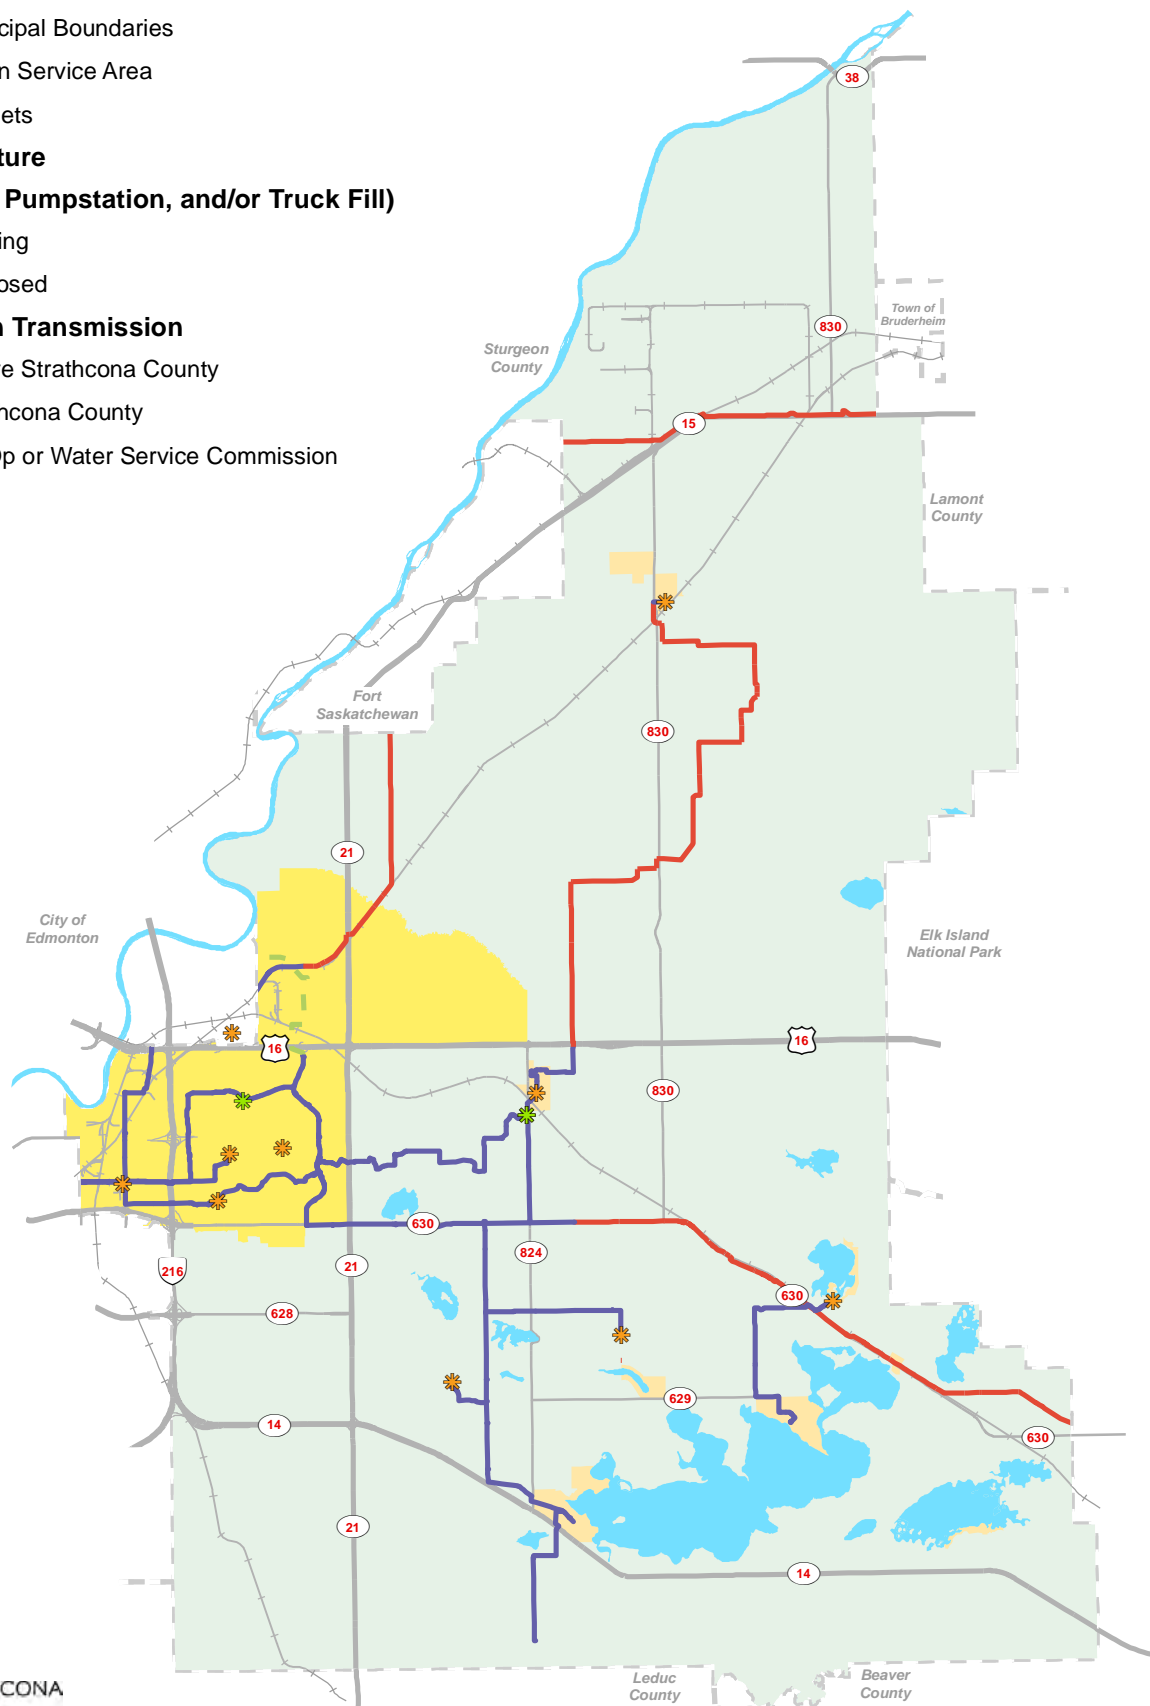 cipal Boundaries
n Service Area
ets
ture
Pumpstation, and/or Truck Fill)
ing
osed
n Transmission
e Strathcona County
hcona County
Op or Water Service Commission
38
Town of
Bruderheim
830
Sturgeon
County
15
Lamont
County
Fort
Saskatchewan
830
21
City of
Edmonton
Elk Island
National Park
16
16
830
630
824
216
21
630
628
629
14
630
21
14
Leduc
County
Beaver
County
CONA